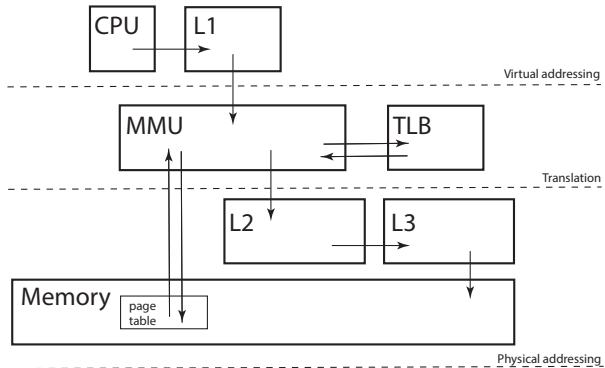 CPU
L1
Virtual addressing
MMU
TLB
Translation
L2
L3
Memory
page
table
Physical addressing